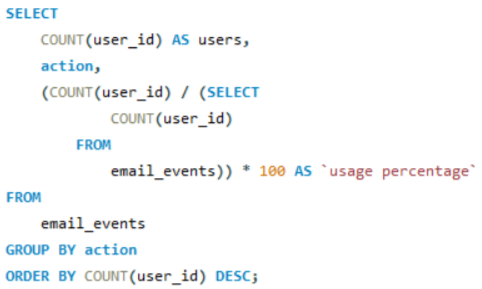 SELECT
COUNT(user_id) AS users,
action,
(COUNT(user_id) / (SELECT
COUNT(user_id)
FROM
email_events)) * 100 AS `usage percentage`
FROM
email_events
GROUP BY action
ORDER BY COUNT(user_id) DESC;